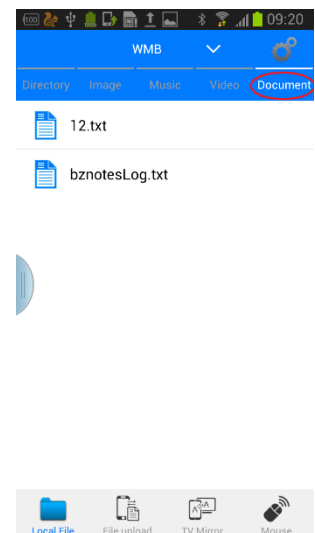 100 09:20
WMB
Directory Image Music Video Document
12.txt
bznotesLog.txt
A A
Local File File upload TV Mirror Mouse